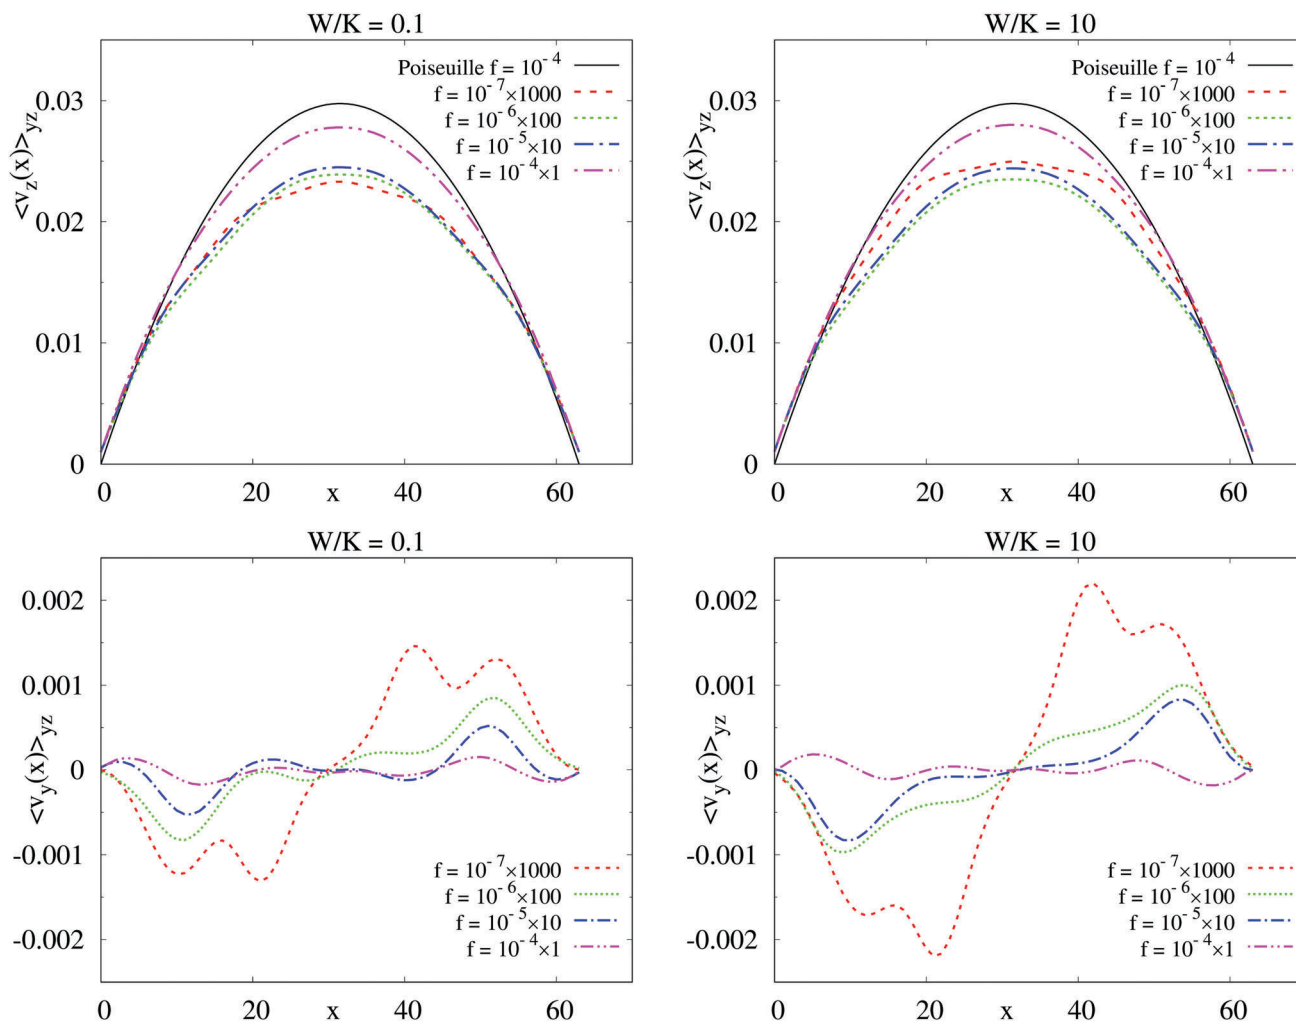 W/K = 0.1
Poiseuille f = 10⁻⁴
f = 10⁻⁷×1000
f = 10⁻⁶×100
f = 10⁻⁵×10
f = 10⁻⁴×1
<v_z(x)>_yz
0.03
0.02
0.01
0
0 20 x 40 60
W/K = 10
Poiseuille f = 10⁻⁴
f = 10⁻⁷×1000
f = 10⁻⁶×100
f = 10⁻⁵×10
f = 10⁻⁴×1
<v_z(x)>_yz
0.03
0.02
0.01
0
0 20 x 40 60
W/K = 0.1
<v_y(x)>_yz
0.002
0.001
0
-0.001
-0.002
f = 10⁻⁷×1000
f = 10⁻⁶×100
f = 10⁻⁵×10
f = 10⁻⁴×1
0 20 x 40 60
W/K = 10
<v_y(x)>_yz
0.002
0.001
0
-0.001
-0.002
f = 10⁻⁷×1000
f = 10⁻⁶×100
f = 10⁻⁵×10
f = 10⁻⁴×1
0 20 x 40 60